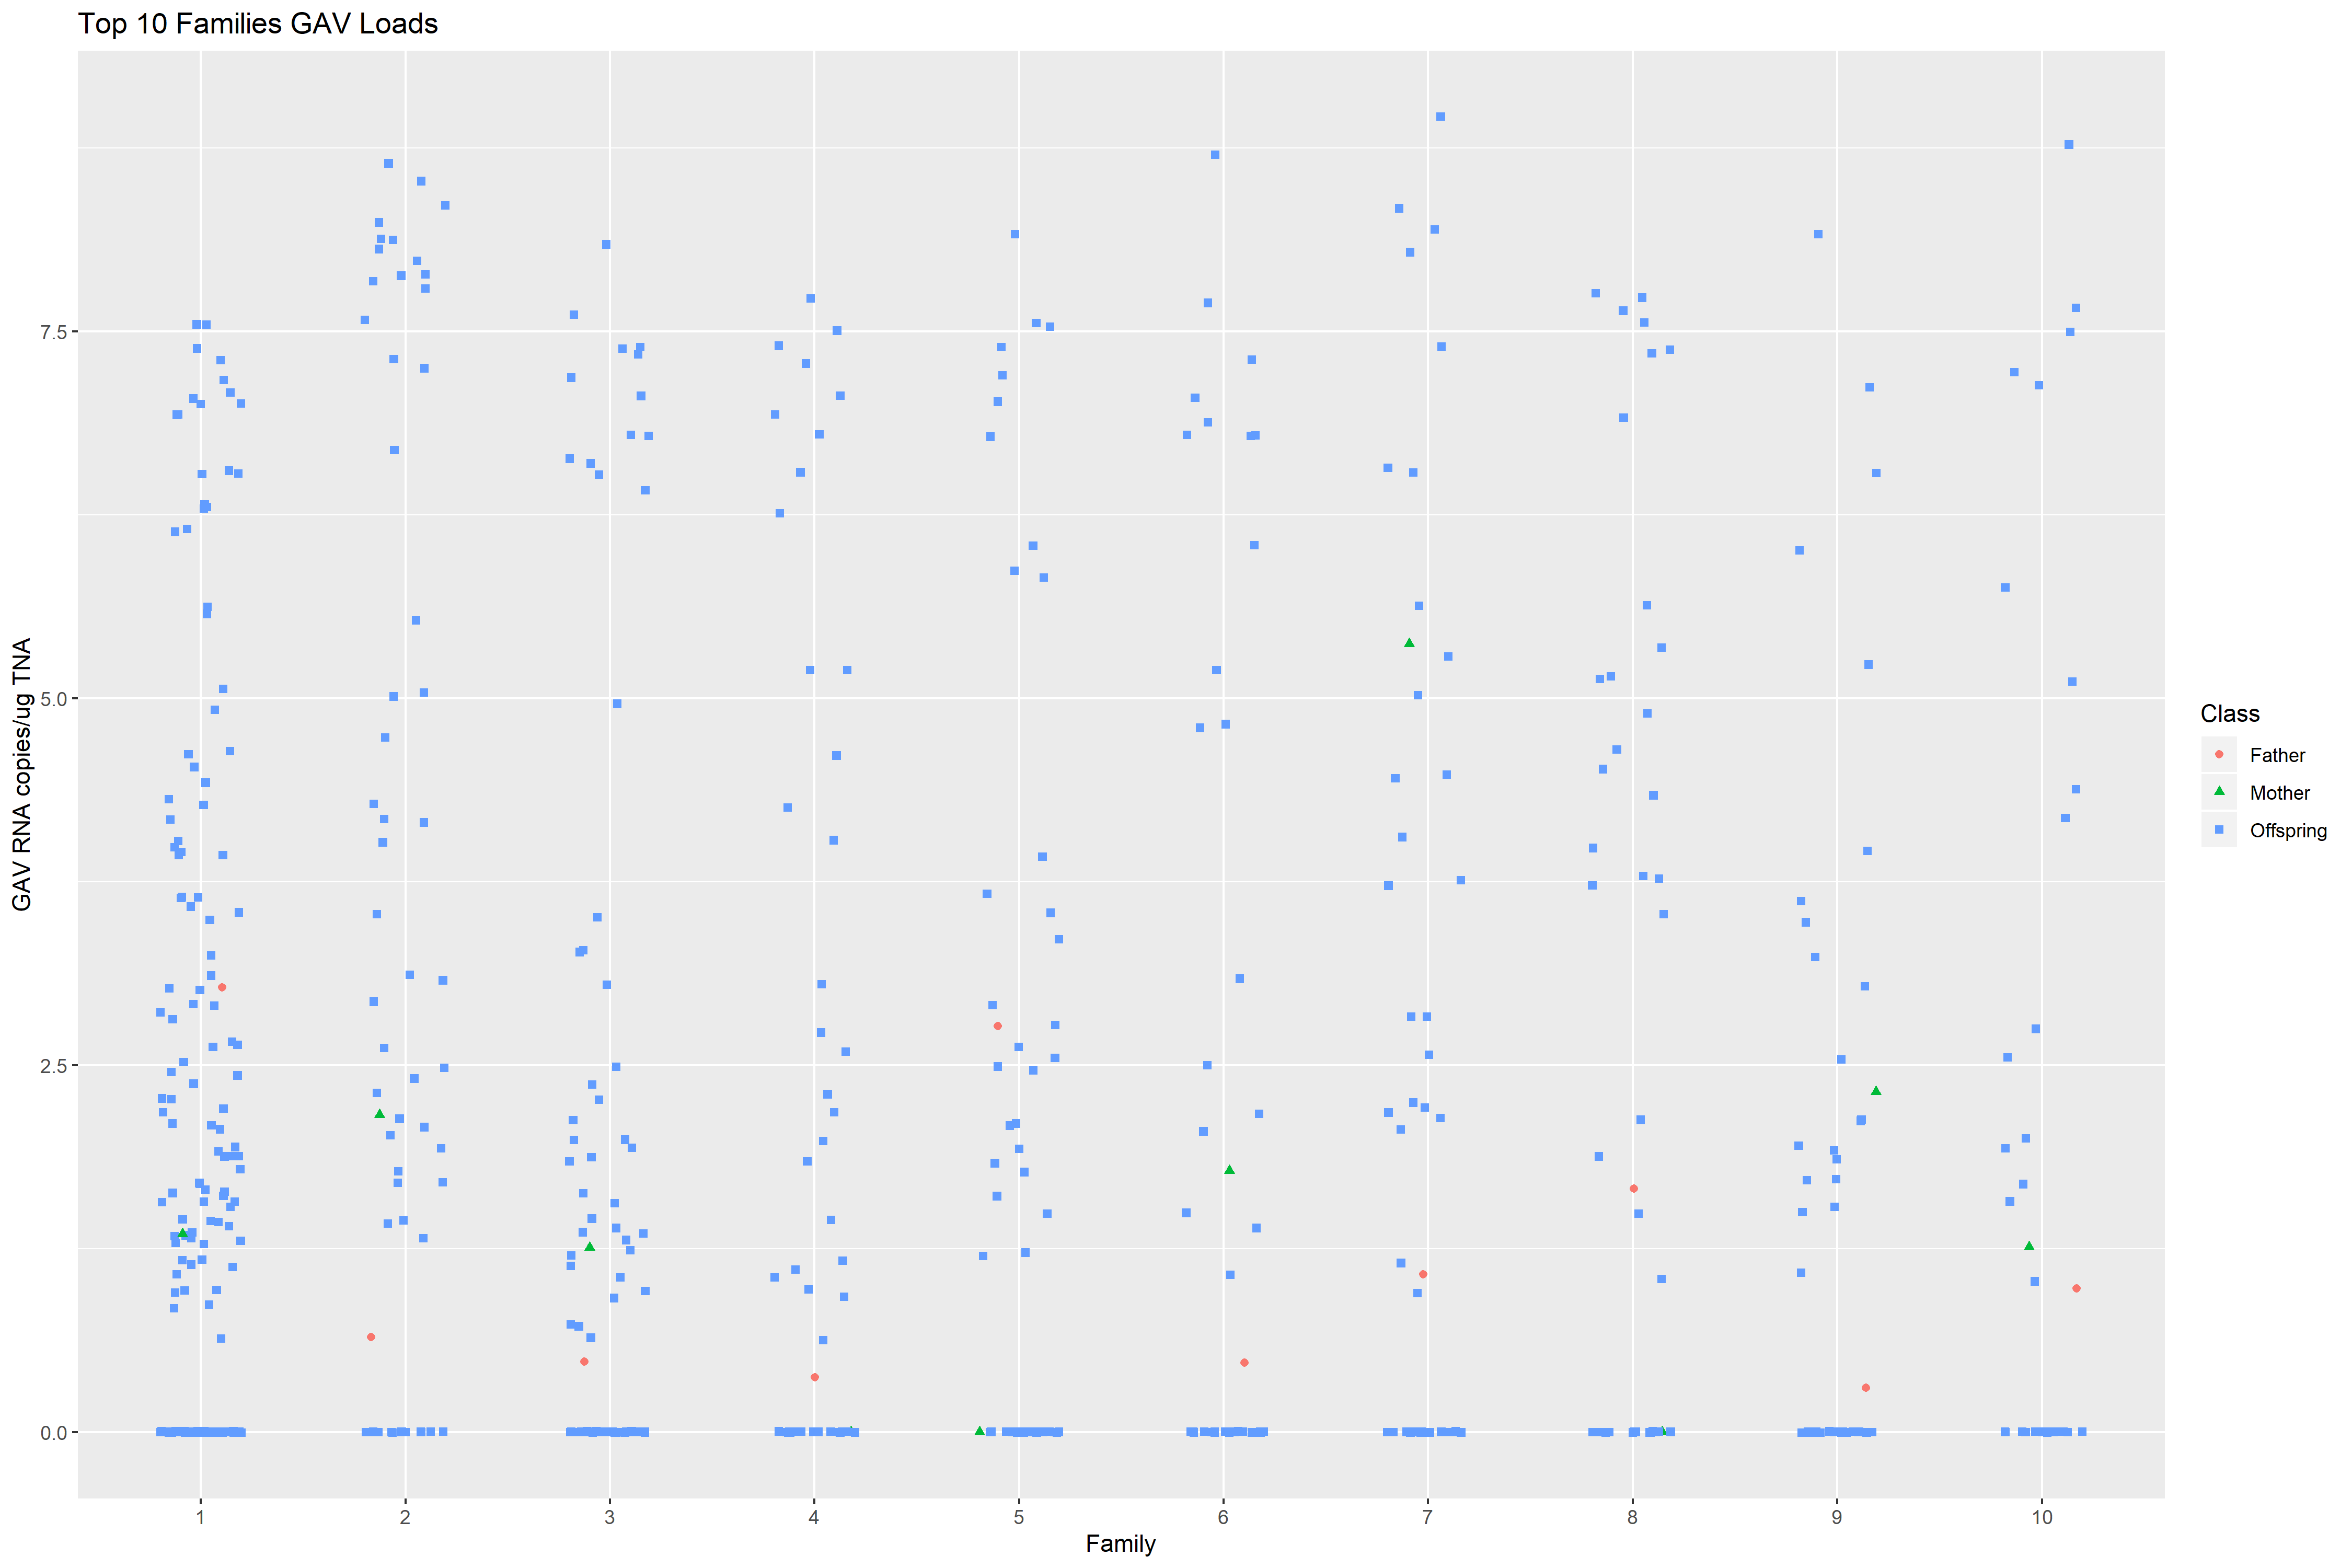 Top 10 Families GAV Loads
GAV RNA copies/ug TNA
7.5
5.0
2.5
0.0
1 2 3 4 5 6 7 8 9 10
Family
Class
Father
Mother
Offspring